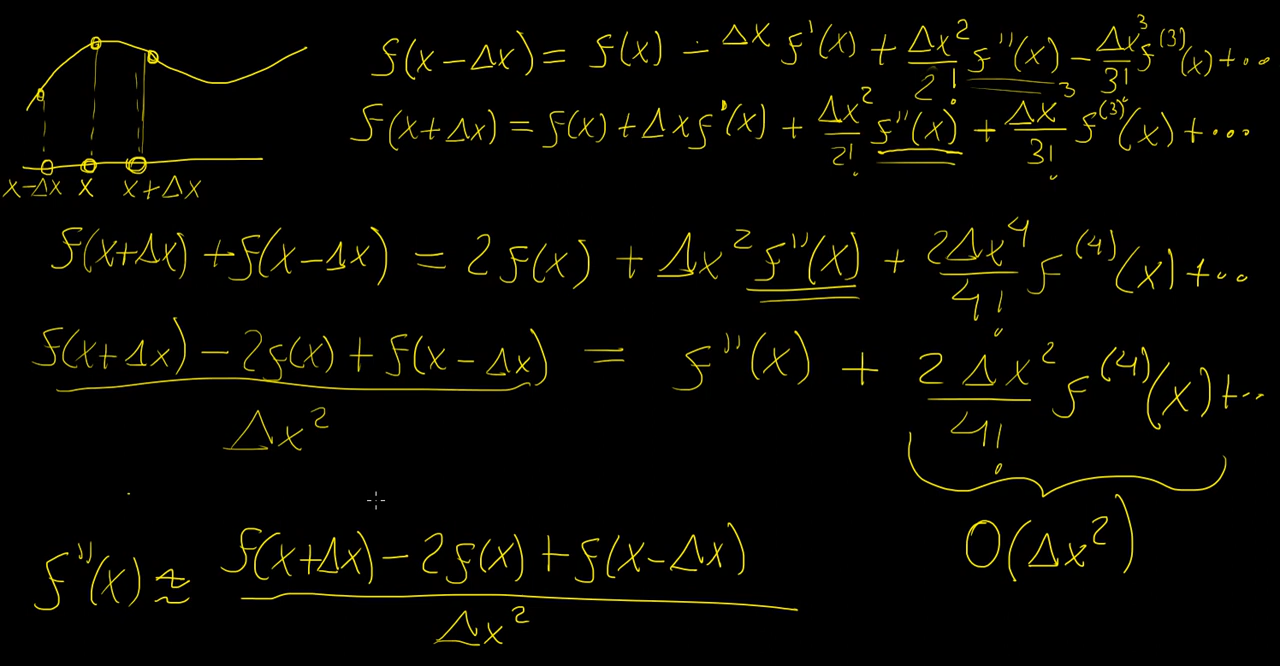 f(x-Δx) = f(x) - Δx f'(x) + Δx²/2! f''(x) - Δx³/3! f⁽³⁾(x) + ...
f(x+Δx) = f(x) + Δx f'(x) + Δx²/2! f''(x) + Δx³/3! f⁽³⁾(x) + ...
x-Δx x x+Δx
f(x+Δx) + f(x-Δx) = 2f(x) + Δx² f''(x) + 2Δx⁴/4! f⁽⁴⁾(x) + ...
f(x+Δx) - 2f(x) + f(x-Δx) / Δx² = f''(x) + 2Δx²/4! f⁽⁴⁾(x) + ...
O(Δx²)
f''(x) ≈ f(x+Δx) - 2f(x) + f(x-Δx) / Δx²